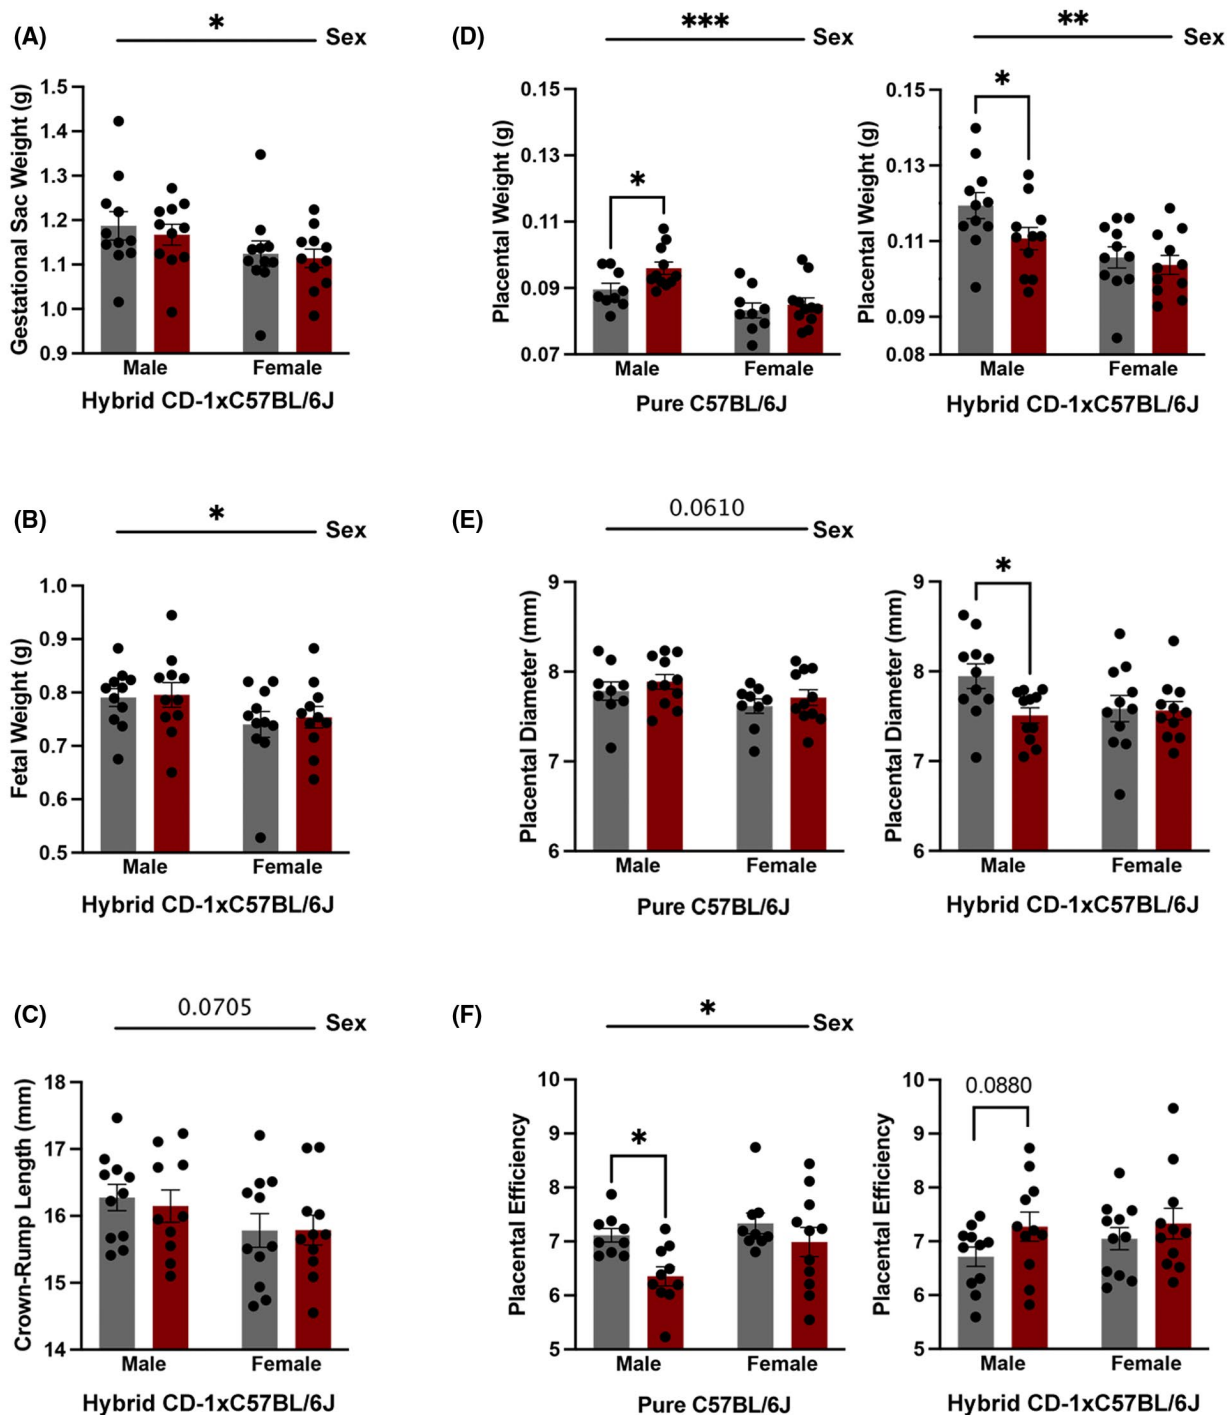 (A)
*
Sex
Gestational Sac Weight (g)
1.5
1.4
1.3
1.2
1.1
1.0
0.9
Male
Female
Hybrid CD-1xC57BL/6J
(D)
***
Sex
Placental Weight (g)
0.15
0.13
0.11
0.09
0.07
*
Male
Female
Pure C57BL/6J
**
Sex
Placental Weight (g)
0.15
0.13
0.11
0.09
0.08
*
Male
Female
Hybrid CD-1xC57BL/6J
(B)
*
Sex
Fetal Weight (g)
1.0
0.9
0.8
0.7
0.6
0.5
Male
Female
Hybrid CD-1xC57BL/6J
(E)
0.0610
Sex
Placental Diameter (mm)
9
8
7
6
Male
Female
Pure C57BL/6J
Placental Diameter (mm)
9
8
7
6
*
Male
Female
Hybrid CD-1xC57BL/6J
(C)
0.0705
Sex
Crown-Rump Length (mm)
18
17
16
15
14
Male
Female
Hybrid CD-1xC57BL/6J
(F)
*
Sex
Placental Efficiency
10
9
8
7
6
5
*
Male
Female
Pure C57BL/6J
Placental Efficiency
10
9
8
7
6
5
0.0880
Male
Female
Hybrid CD-1xC57BL/6J